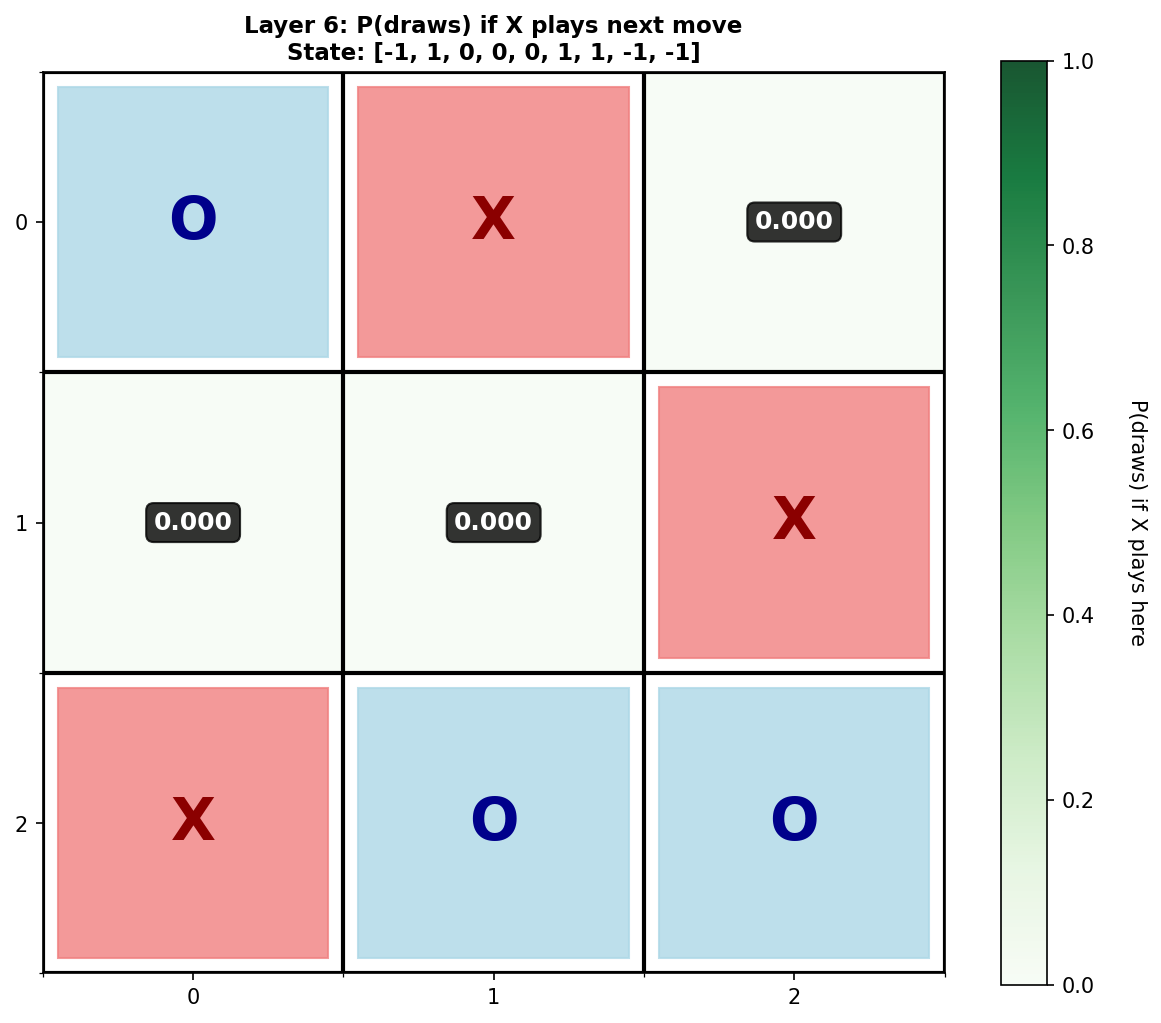 Layer 6: P(draws) if X plays next move
State: [-1, 1, 0, 0, 0, 1, 1, -1, -1]
0
O
X
0.000
1
0.000
0.000
X
2
X
O
O
0
1
2
1.0
0.8
0.6
0.4
0.2
0.0
P(draws) if X plays here